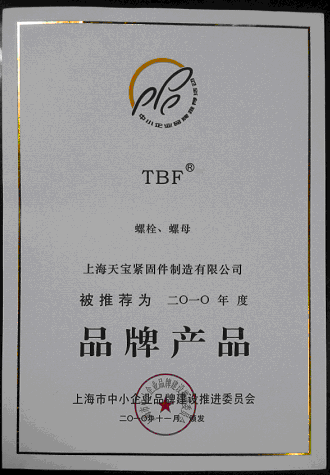 TBF®
螺栓、螺母
上海天宝紧固件制造有限公司
被推荐为 二〇一〇 年 度
品牌产品
上海市中小企业品牌建设推进委员会
二〇一〇年十一月 颁发